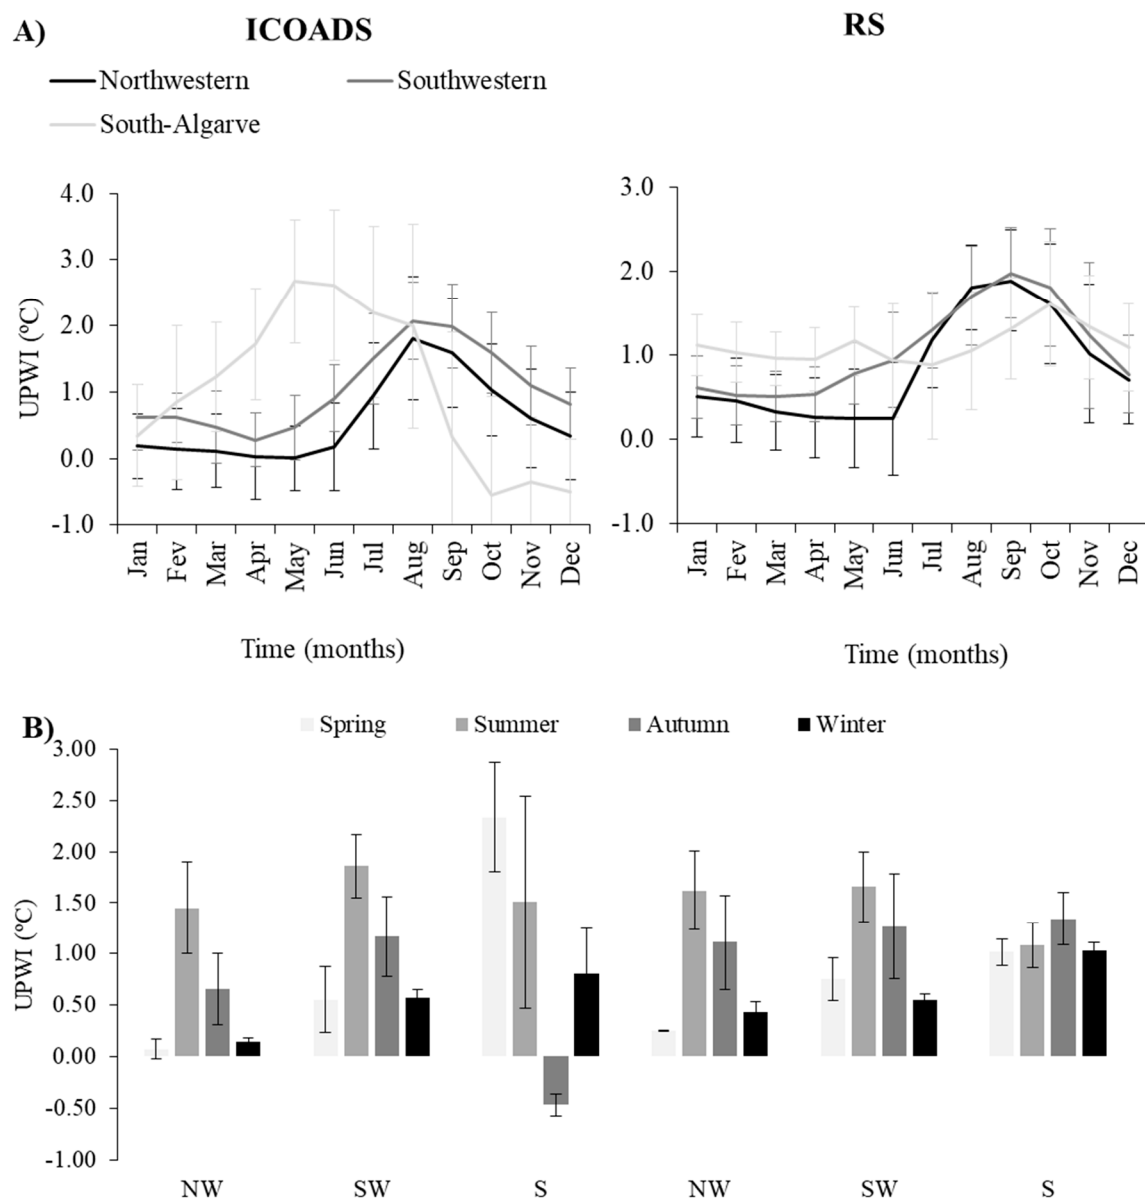 A)
ICOADS
RS
Northwestern
Southwestern
South-Algarve
UPWI (ºC)
4.0
3.0
2.0
1.0
0.0
-1.0
Jan
Fev
Mar
Apr
May
Jun
Jul
Aug
Sep
Oct
Nov
Dec
Time (months)
3.0
2.0
1.0
0.0
-1.0
Jan
Fev
Mar
Apr
May
Jun
Jul
Aug
Sep
Oct
Nov
Dec
Time (months)
B)
Spring
Summer
Autumn
Winter
UPWI (ºC)
3.00
2.50
2.00
1.50
1.00
0.50
0.00
-0.50
-1.00
NW
SW
S
NW
SW
S